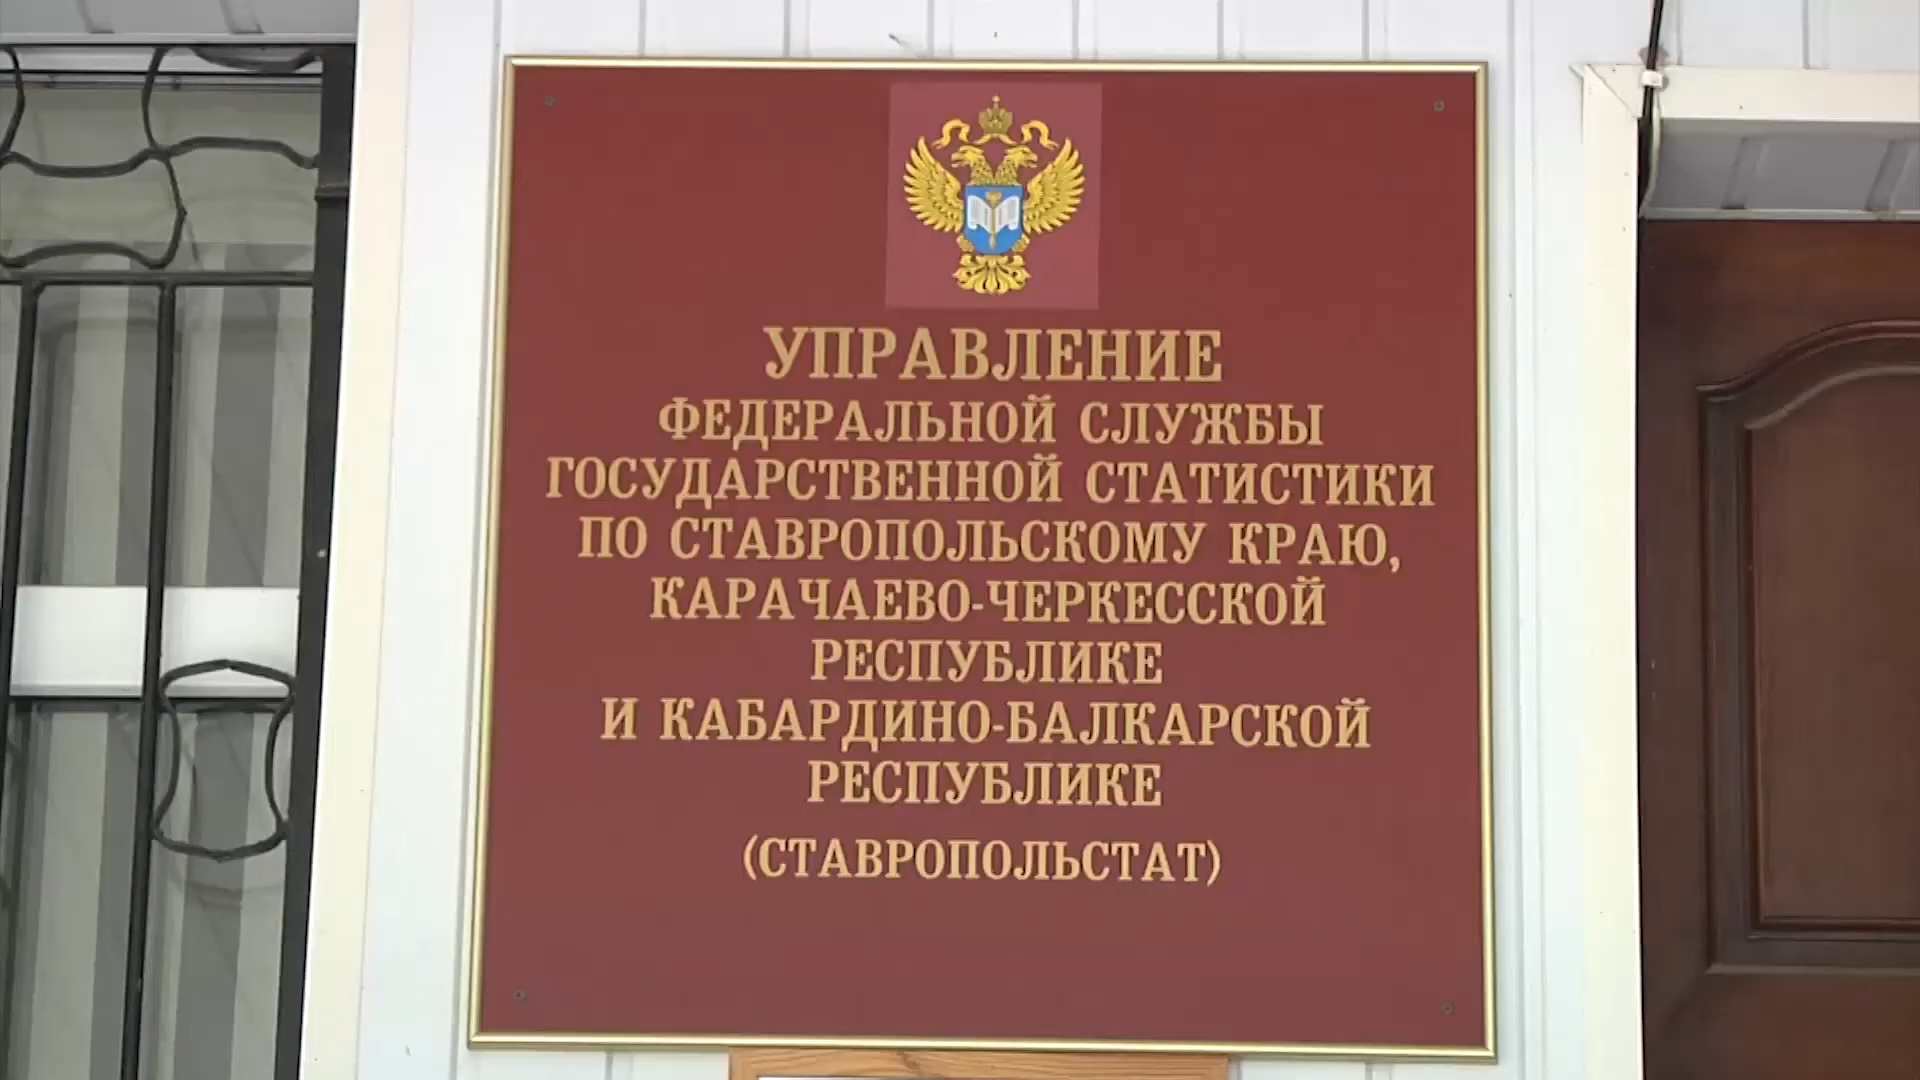 УПРАВЛЕНИЕ
ФЕДЕРАЛЬНОЙ СЛУЖБЫ
ГОСУДАРСТВЕННОЙ СТАТИСТИКИ
ПО СТАВРОПОЛЬСКОМУ КРАЮ,
КАРАЧАЕВО-ЧЕРКЕССКОЙ
РЕСПУБЛИКЕ
И КАБАРДИНО-БАЛКАРСКОЙ
РЕСПУБЛИКЕ
(СТАВРОПОЛЬСТАТ)